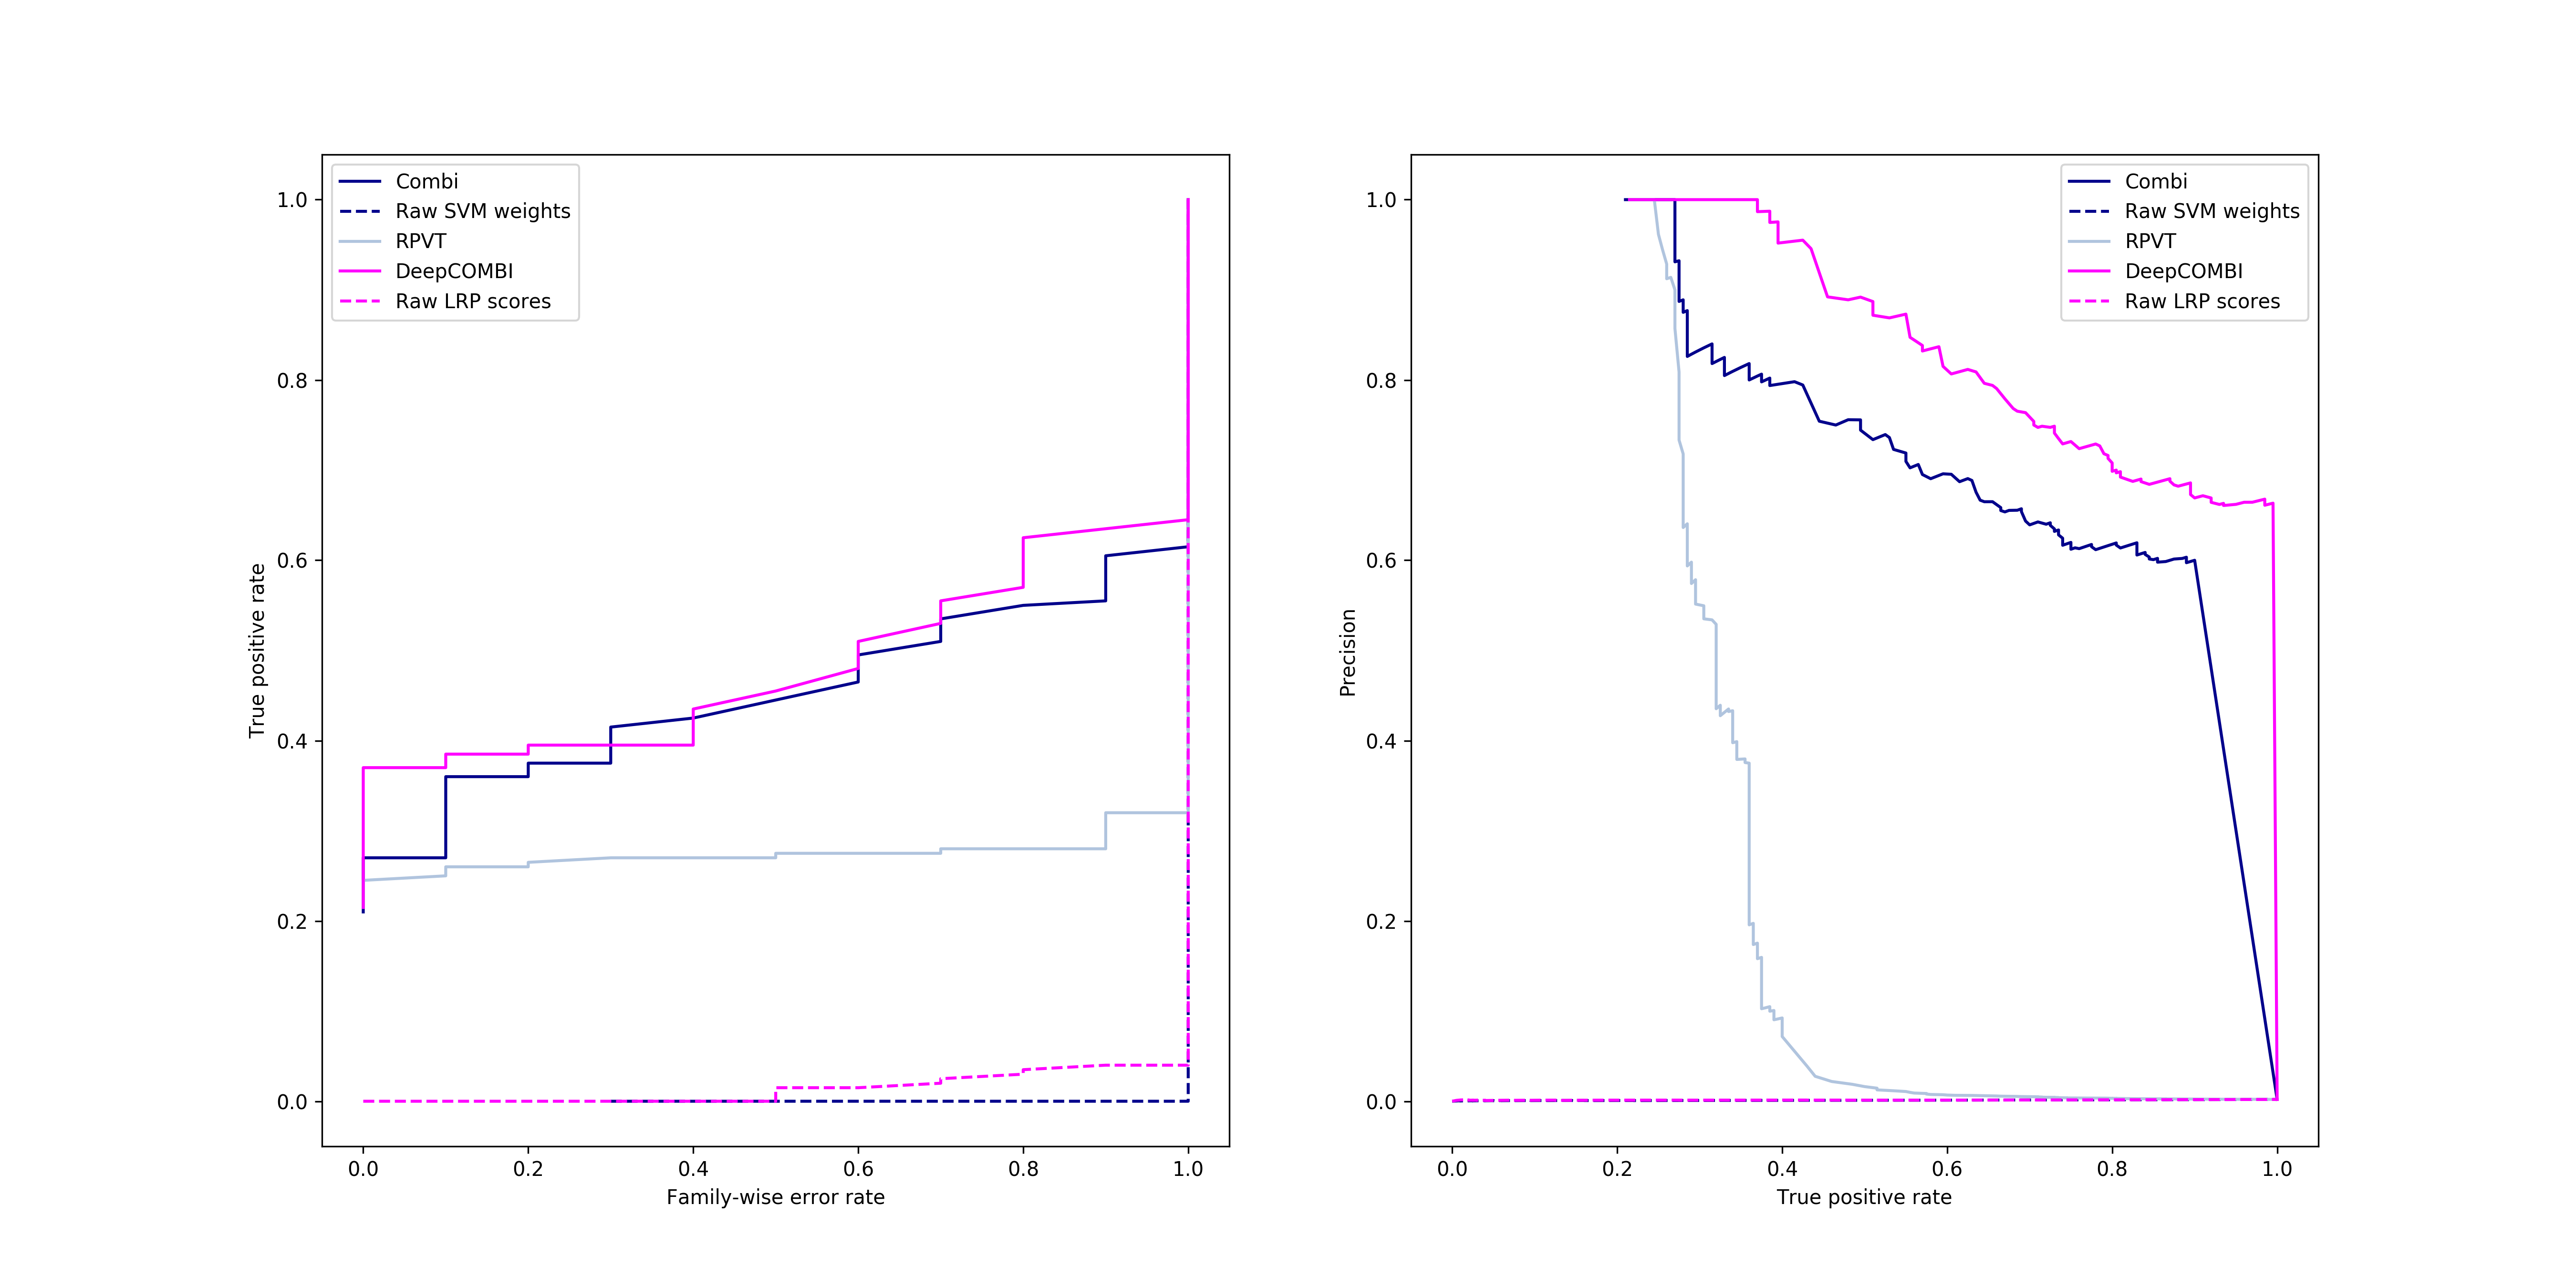 Combi
Raw SVM weights
RPVT
DeepCOMBI
Raw LRP scores
1.0
0.8
0.6
0.4
0.2
0.0
True positive rate
0.0 0.2 0.4 0.6 0.8 1.0
Family-wise error rate
Combi
Raw SVM weights
RPVT
DeepCOMBI
Raw LRP scores
1.0
0.8
0.6
0.4
0.2
0.0
Precision
0.0 0.2 0.4 0.6 0.8 1.0
True positive rate